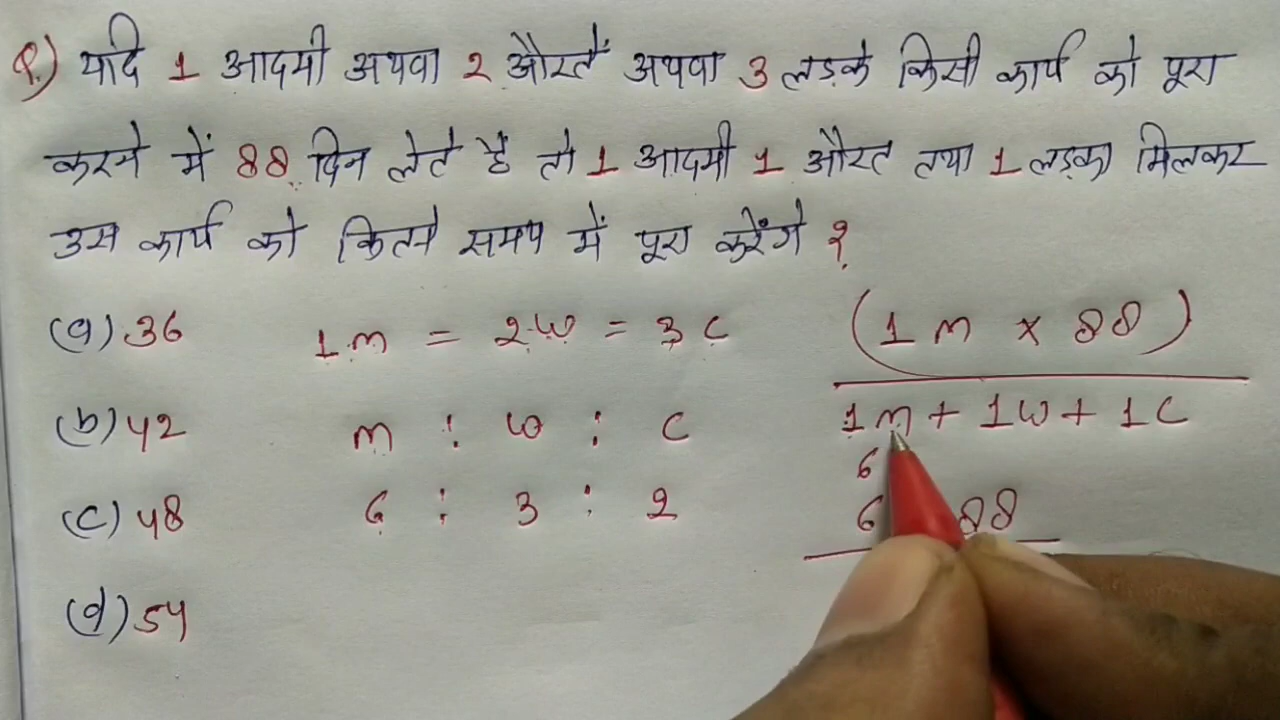 Q.) यदि 1 आदमी अथवा 2 औरतें अथवा 3 लड़के किसी कार्य को पूरा
करने में 88 दिन लेते है तो 1 आदमी 1 औरत तथा 1 लड़का मिलकर
उस कार्य को कितने समय में पूरा करेंगे ?
(a) 36
1m = 2w = 3c
(1m × 88)
1m + 1w + 1c
(b) 42
m : w : c
6
(c) 48
6 : 3 : 2
6 88
(d) 54